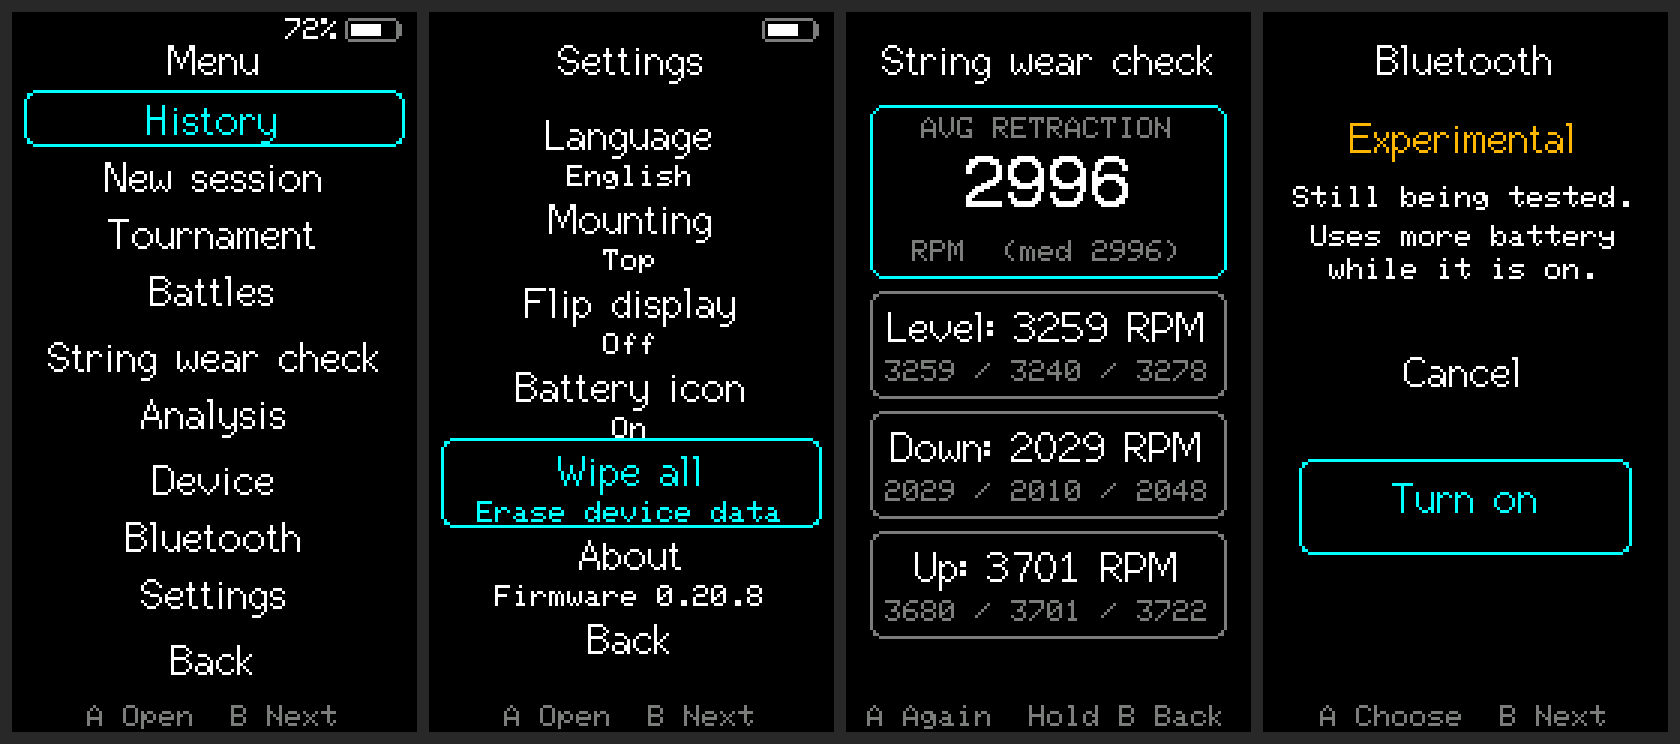 72%
Menu
History
New session
Tournament
Battles
String wear check
Analysis
Device
Bluetooth
Settings
Back
A Open B Next
Settings
Language
English
Mounting
Top
Flip display
Off
Battery icon
On
Wipe all
Erase device data
About
Firmware 0.20.8
Back
A Open B Next
String wear check
AVG RETRACTION
2996
RPM (med 2996)
Level: 3259 RPM
3259 / 3240 / 3278
Down: 2029 RPM
2029 / 2010 / 2048
Up: 3701 RPM
3680 / 3701 / 3722
A Again Hold B Back
Bluetooth
Experimental
Still being tested.
Uses more battery
while it is on.
Cancel
Turn on
A Choose B Next